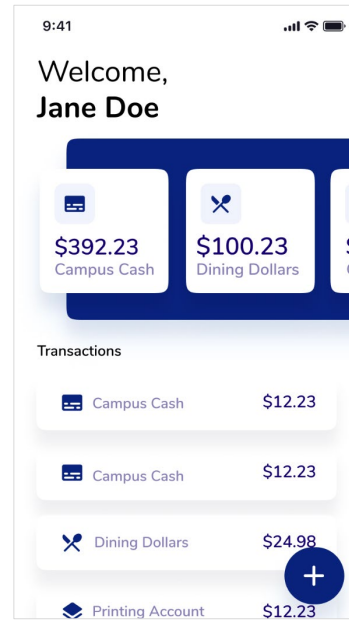 9:41
Welcome,
Jane Doe
$392.23
Campus Cash
$100.23
Dining Dollars
Transactions
Campus Cash $12.23
Campus Cash $12.23
Dining Dollars $24.98
Printing Account $12.23